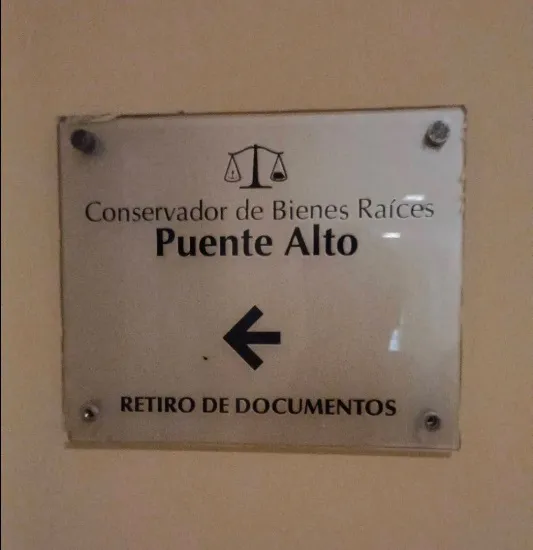 Conservador de Bienes Raíces
Puente Alto
RETIRO DE DOCUMENTOS